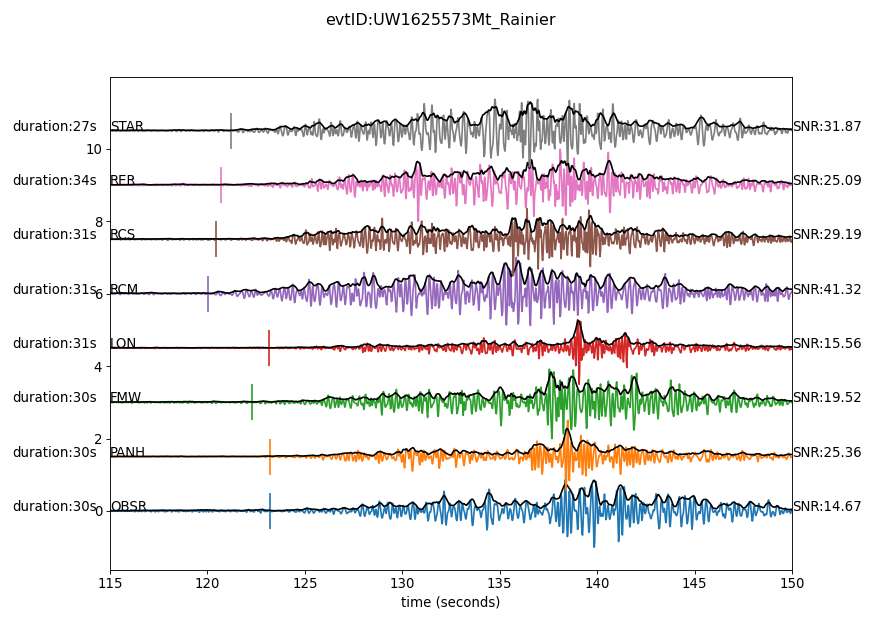 evtID:UW1625573Mt_Rainier
duration:27s STAR SNR:31.87
10
duration:34s RER SNR:25.09
8
duration:31s RCS SNR:29.19
duration:31s RCM SNR:41.32
6
duration:31s LON SNR:15.56
4
duration:30s FMW SNR:19.52
2
duration:30s PANH SNR:25.36
duration:30s OBSR SNR:14.67
0
115 120 125 130 135 140 145 150
time (seconds)